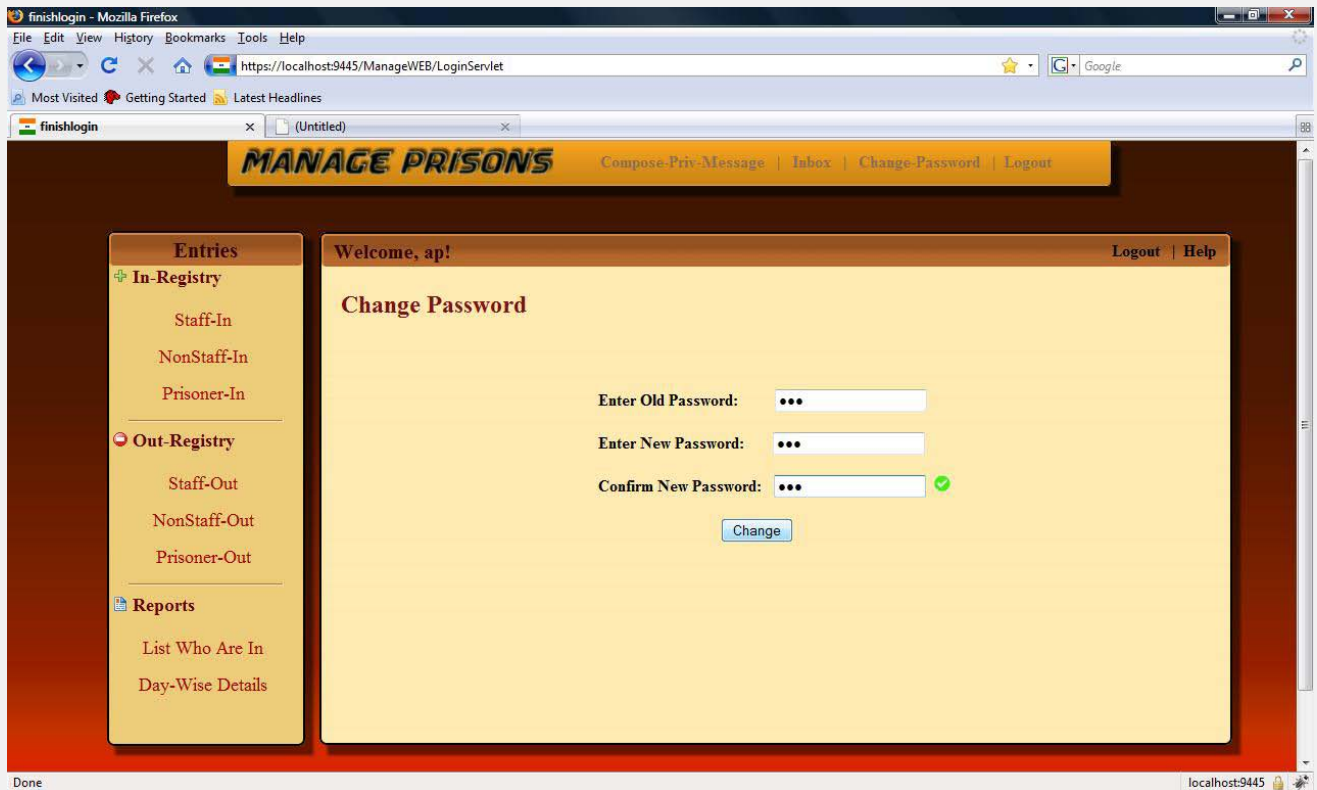 finishlogin - Mozilla Firefox
File Edit View History Bookmarks Tools Help
https://localhost:9445/ManageWEB/LoginServlet
G Google
Most Visited Getting Started Latest Headlines
finishlogin (Untitled)
MANAGE PRISONS Compose-Priv-Message | Inbox | Change-Password | Logout
Entries
Welcome, ap! Logout | Help
In-Registry
Staff-In
NonStaff-In
Prisoner-In
Out-Registry
Staff-Out
NonStaff-Out
Prisoner-Out
Reports
List Who Are In
Day-Wise Details
Change Password
Enter Old Password: •••
Enter New Password: •••
Confirm New Password: •••
Change
Done localhost:9445